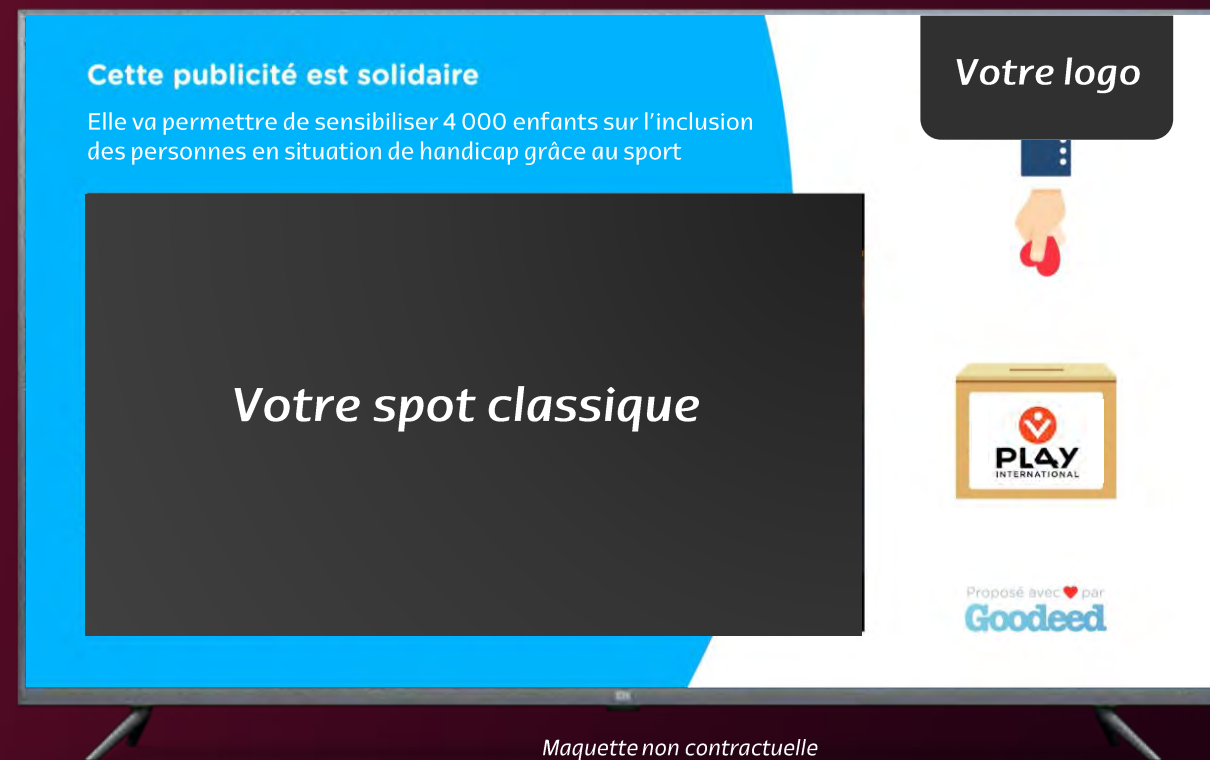 Cette publicité est solidaire
Elle va permettre de sensibiliser 4 000 enfants sur l'inclusion
des personnes en situation de handicap grâce au sport
Votre logo
Votre spot classique
PLAY
INTERNATIONAL
Proposé avec ❤ par
Goodeed
Maquette non contractuelle